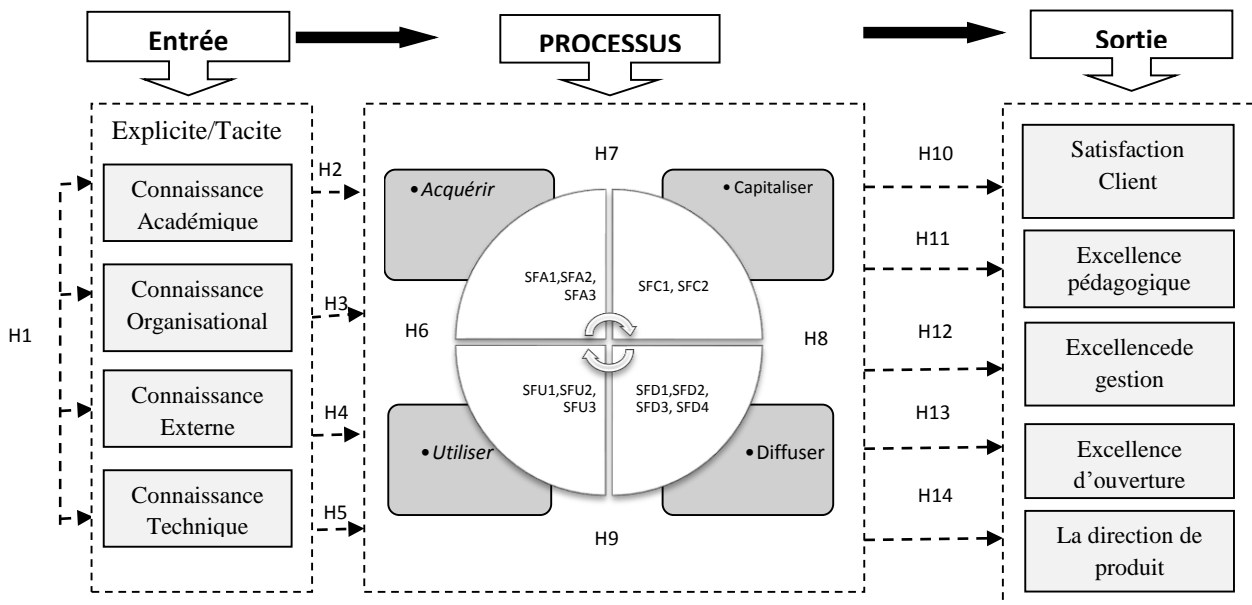 Entrée
PROCESSUS
Sortie
Explicite/Tacite
H1
Connaissance
Académique
Connaissance
Organisational
Connaissance
Externe
Connaissance
Technique
H2
H3
H4
H5
H7
• Acquérir
• Capitaliser
SFA1,SFA2,
SFA3
SFC1, SFC2
H6
H8
SFU1,SFU2,
SFU3
SFD1,SFD2,
SFD3, SFD4
• Utiliser
• Diffuser
H9
H10
H11
H12
H13
H14
Satisfaction
Client
Excellence
pédagogique
Excellencede
gestion
Excellence
d’ouverture
La direction de
produit